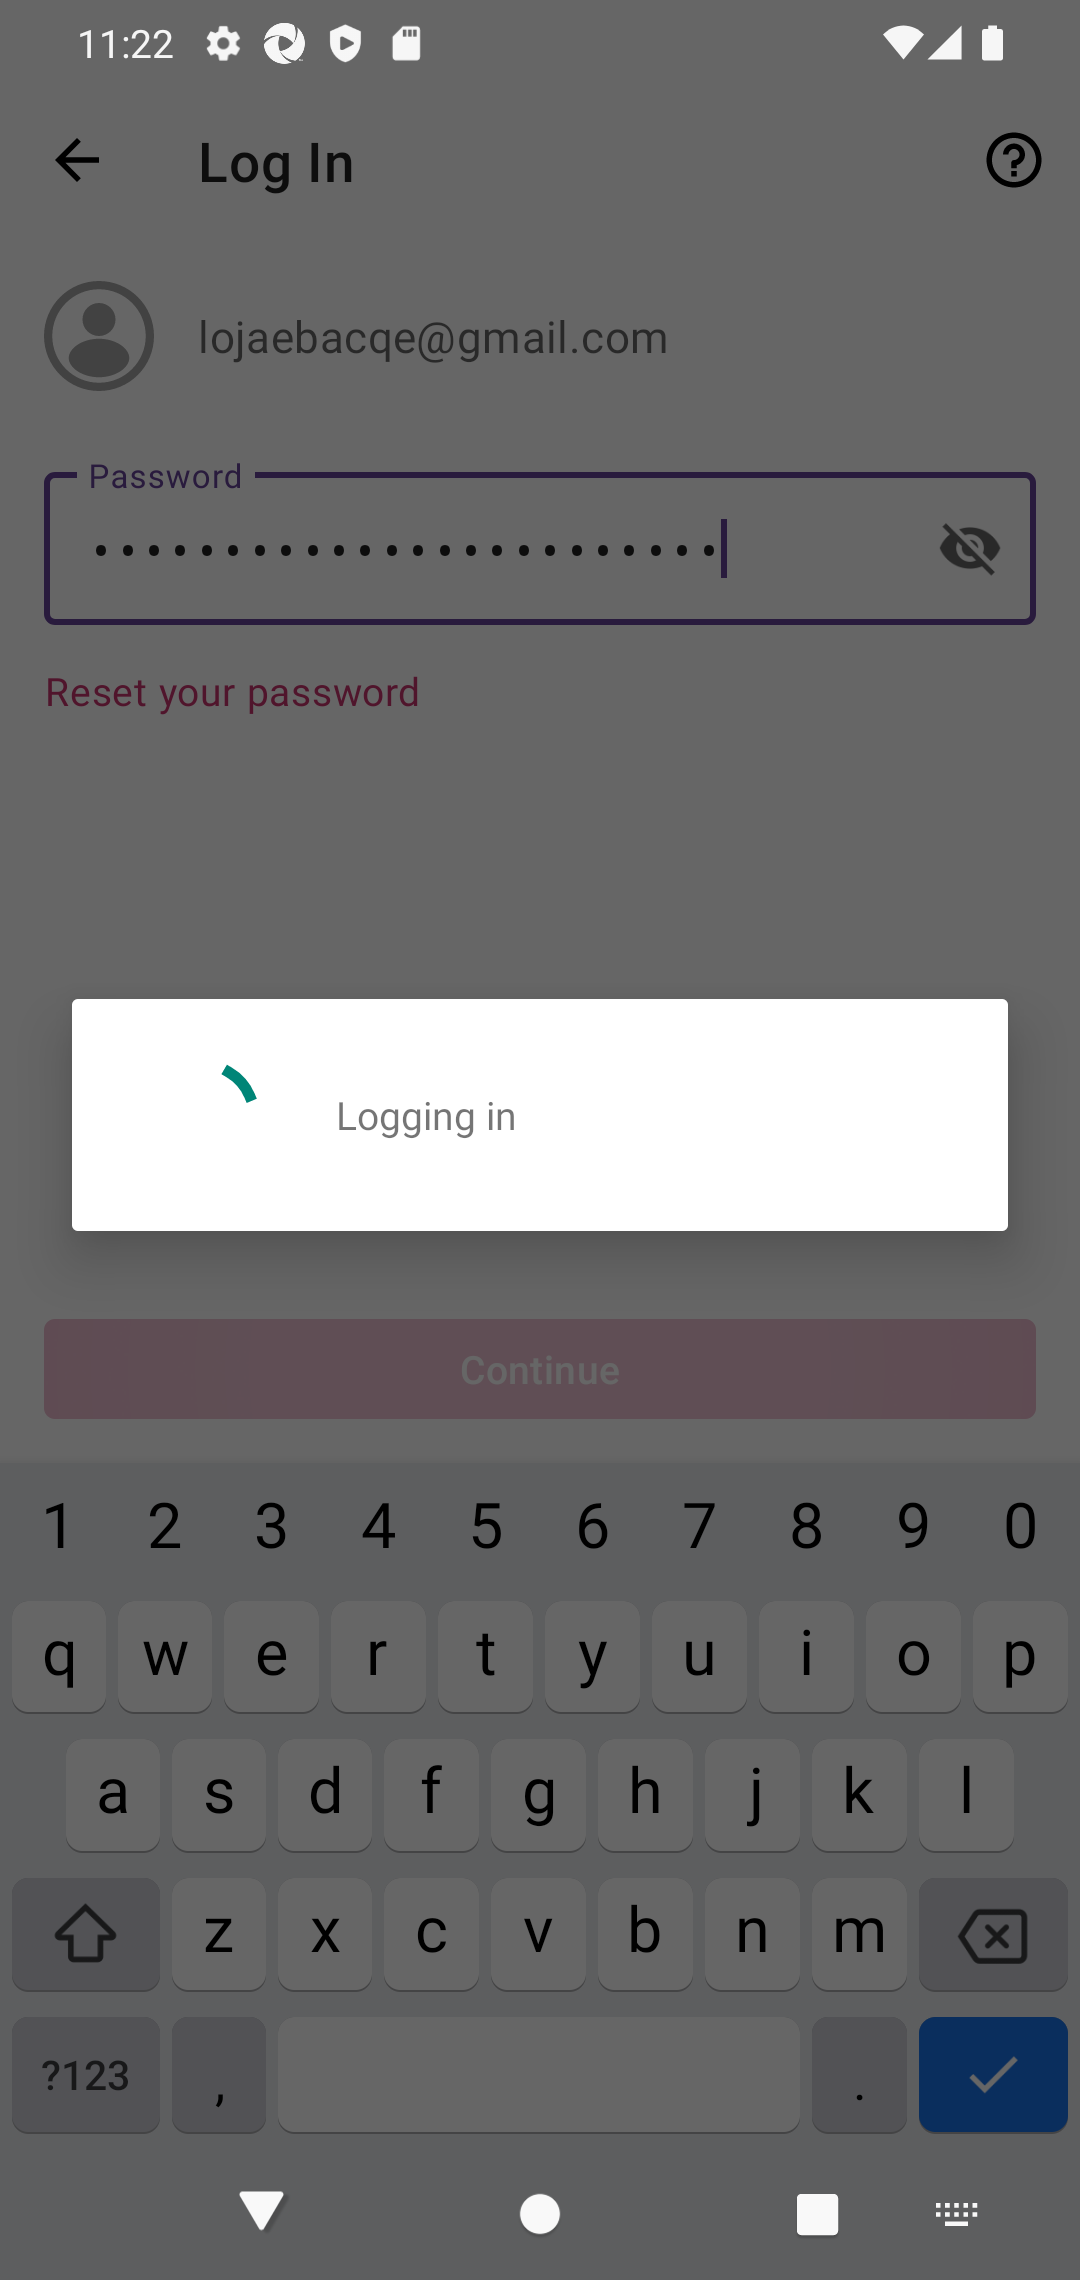 11:22
Log In
lojaebacqe@gmail.com
Password
••••••••••••••••••••••••
Reset your password
Logging in
Continue
1 2 3 4 5 6 7 8 9 0
q w e r t y u i o p
a s d f g h j k l
z x c v b n m
?123 , .